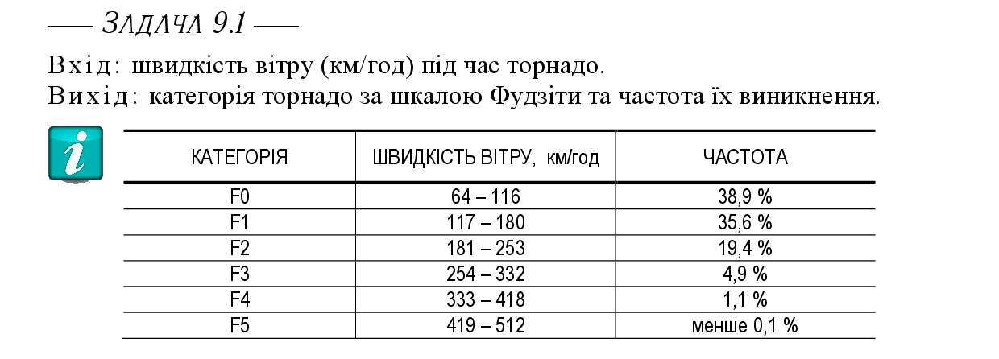 — ЗАДАЧА 9.1 —
Вхід: швидкість вітру (км/год) під час торнадо.
Вихід: категорія торнадо за шкалою Фудзіти та частота їх виникнення.
i
КАТЕГОРІЯ ШВИДКІСТЬ ВІТРУ, км/год ЧАСТОТА
F0 64 – 116 38,9 %
F1 117 – 180 35,6 %
F2 181 – 253 19,4 %
F3 254 – 332 4,9 %
F4 333 – 418 1,1 %
F5 419 – 512 менше 0,1 %